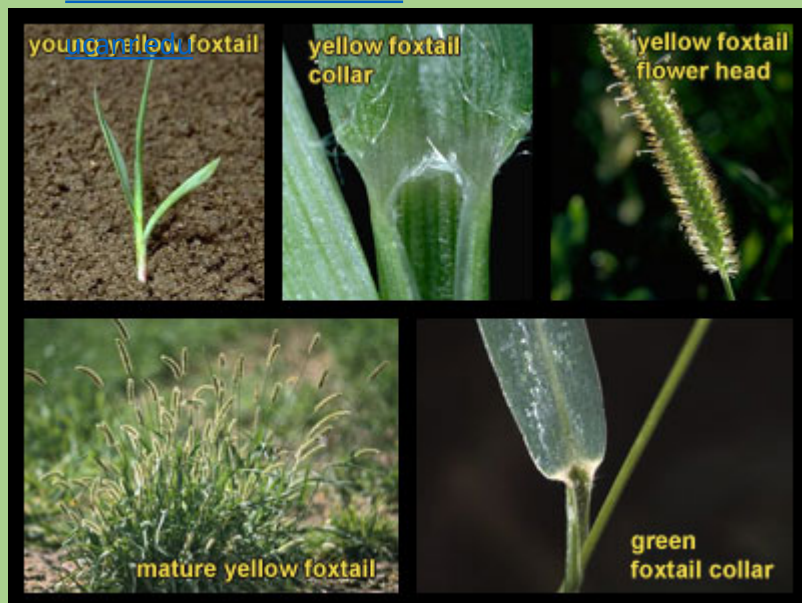 young yellow foxtail
yellow foxtail
collar
yellow foxtail
flower head
mature yellow foxtail
green
foxtail collar